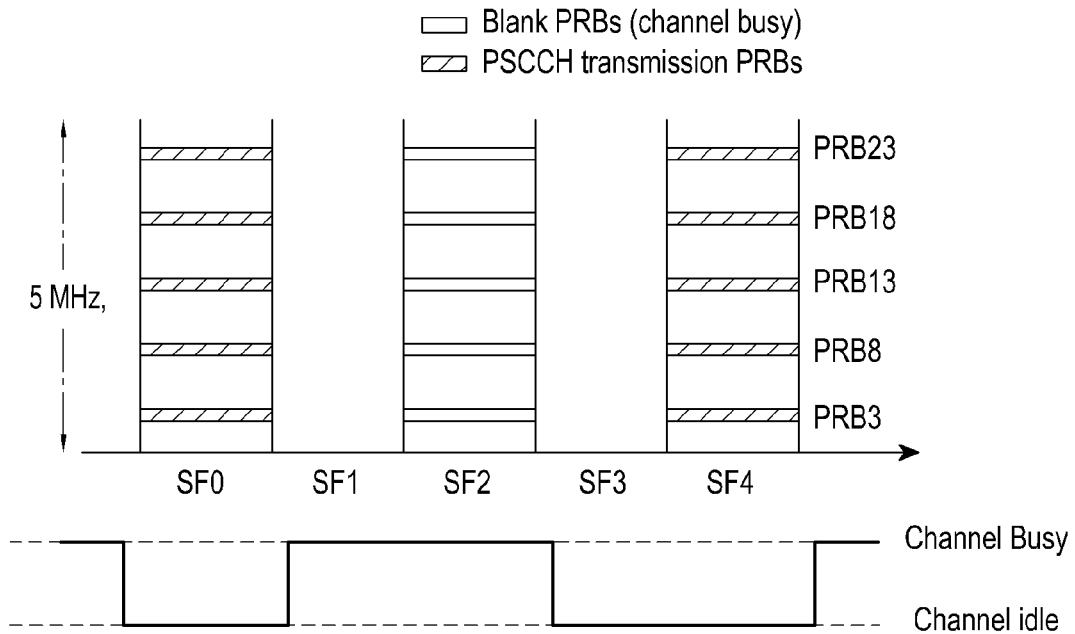 Blank PRBs (channel busy)
PSCCH transmission PRBs
PRB23
PRB18
PRB13
5 MHz,
PRB8
PRB3
SF0 SF1 SF2 SF3 SF4
Channel Busy
Channel idle